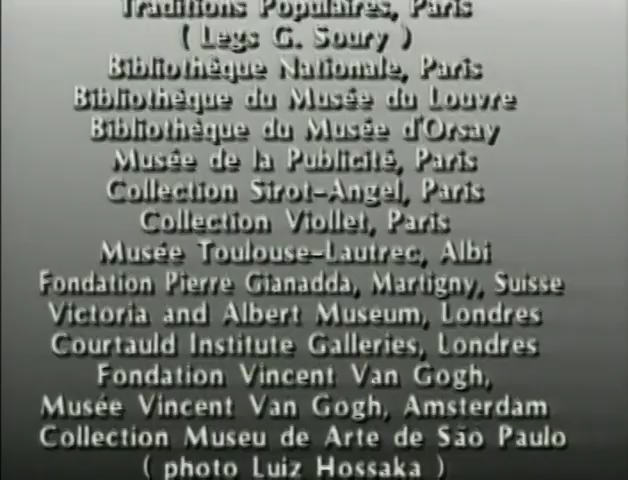 Traditions Populaires, Paris
( Legs G. Soury )
Bibliothèque Nationale, Paris
Bibliothèque du Musée du Louvre
Bibliothèque du Musée d'Orsay
Musée de la Publicité, Paris
Collection Sirot-Angel, Paris
Collection Viollet, Paris
Musée Toulouse-Lautrec, Albi
Fondation Pierre Gianadda, Martigny, Suisse
Victoria and Albert Museum, Londres
Courtauld Institute Galleries, Londres
Fondation Vincent Van Gogh,
Musée Vincent Van Gogh, Amsterdam
Collection Museu de Arte de São Paulo
( photo Luiz Hossaka )